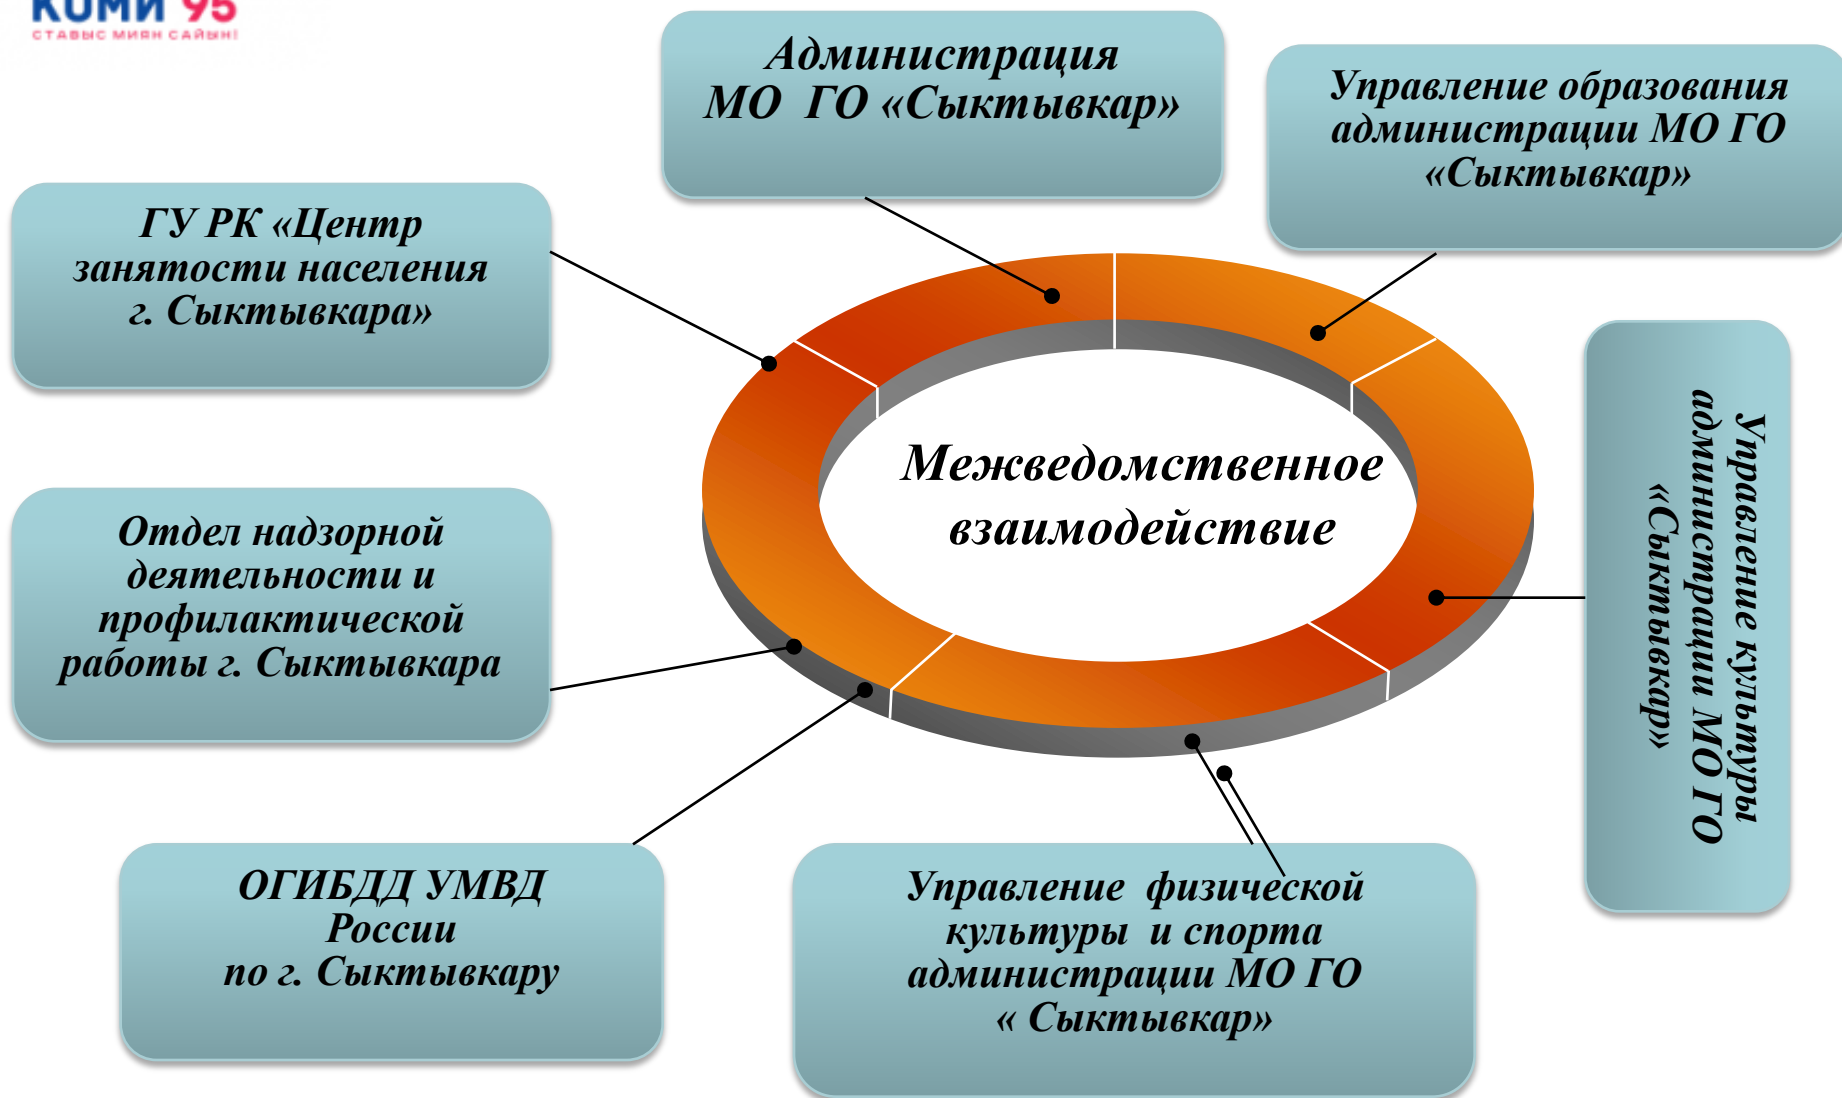 КОМИ 95
СТАВЫС МИЯН САЙЫН!
Администрация
МО ГО «Сыктывкар»
Управление образования
администрации МО ГО
«Сыктывкар»
ГУ РК «Центр
занятости населения
г. Сыктывкара»
Межведомственное
взаимодействие
Управление культуры
администрации МО ГО
«Сыктывкар»
Отдел надзорной
деятельности и
профилактической
работы г. Сыктывкара
ОГИБДД УМВД
России
по г. Сыктывкару
Управление физической
культуры и спорта
администрации МО ГО
« Сыктывкар»